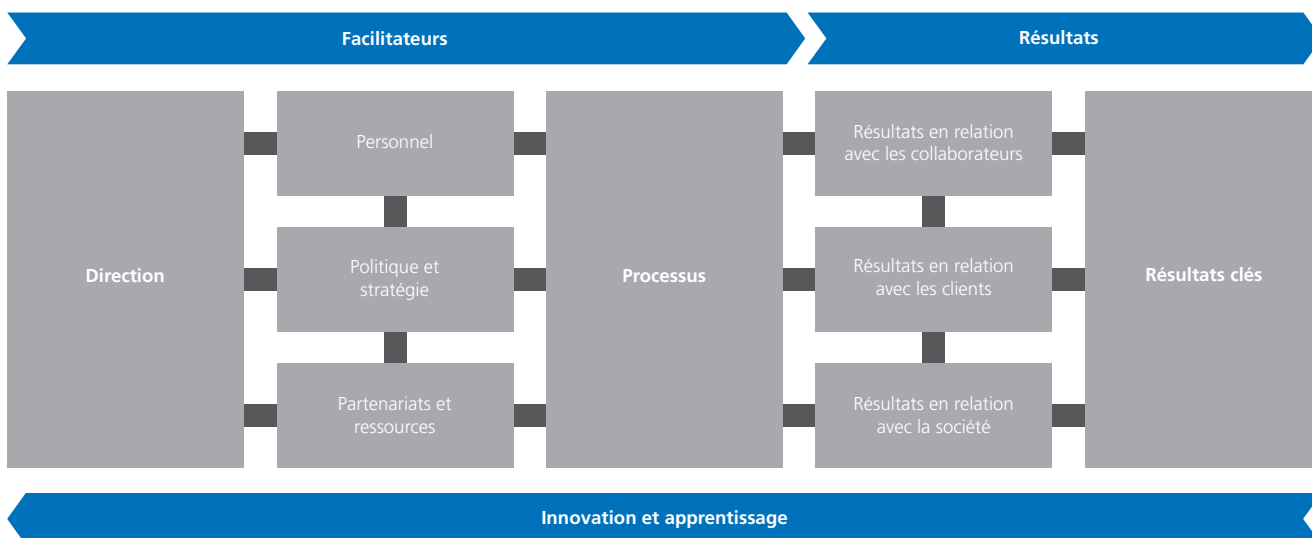 Facilitateurs
Résultats
Direction
Personnel
Politique et
stratégie
Partenariats et
ressources
Processus
Résultats en relation
avec les collaborateurs
Résultats en relation
avec les clients
Résultats en relation
avec la société
Résultats clés
Innovation et apprentissage